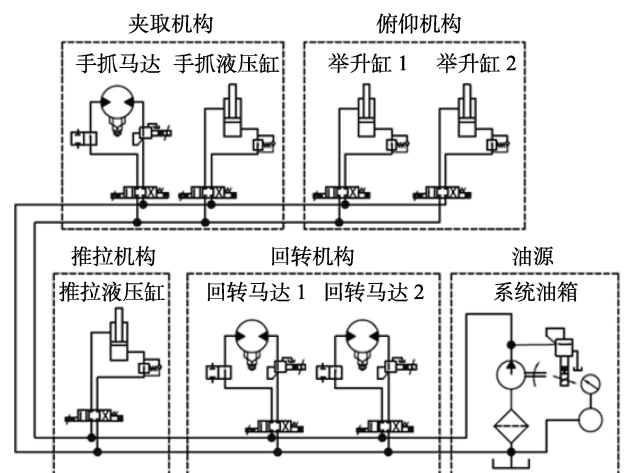 夹取机构 俯仰机构
手抓马达 手抓液压缸 举升缸 1 举升缸 2
推拉机构 回转机构 油源
推拉液压缸 回转马达 1 回转马达 2 系统油箱